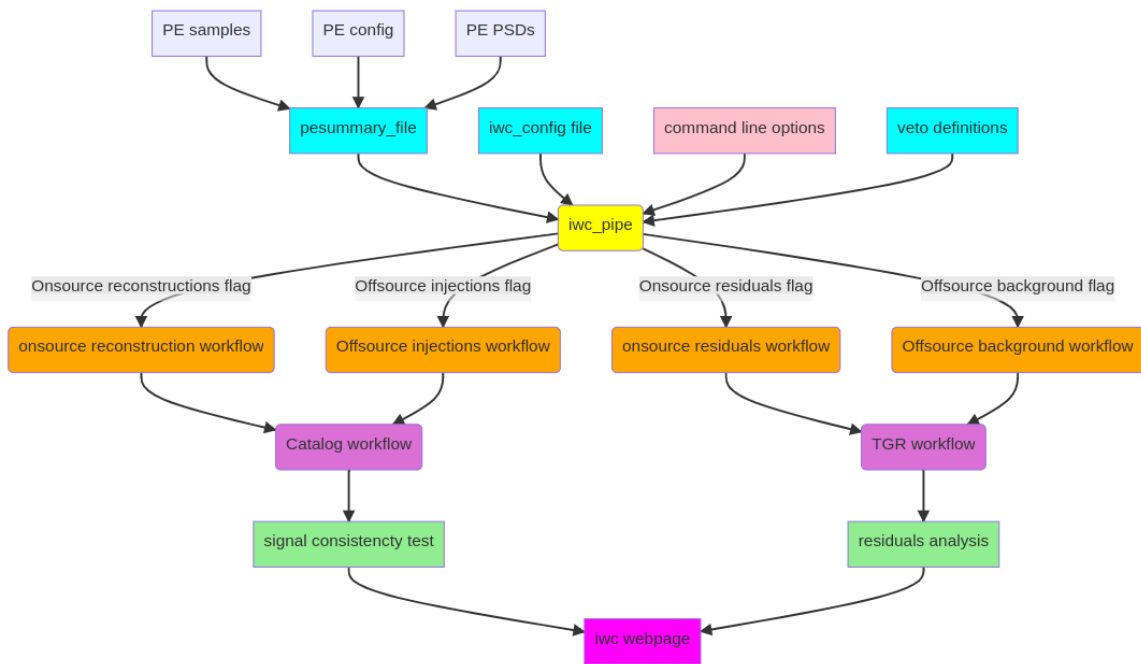 PE samples
PE config
PE PSDs
pesummary_file
iwc_config file
command line options
veto definitions
iwc_pipe
Onsource reconstructions flag
Offsource injections flag
Onsource residuals flag
Offsource background flag
onsource reconstruction workflow
Offsource injections workflow
onsource residuals workflow
Offsource background workflow
Catalog workflow
TGR workflow
signal consistencty test
residuals analysis
iwc webpage